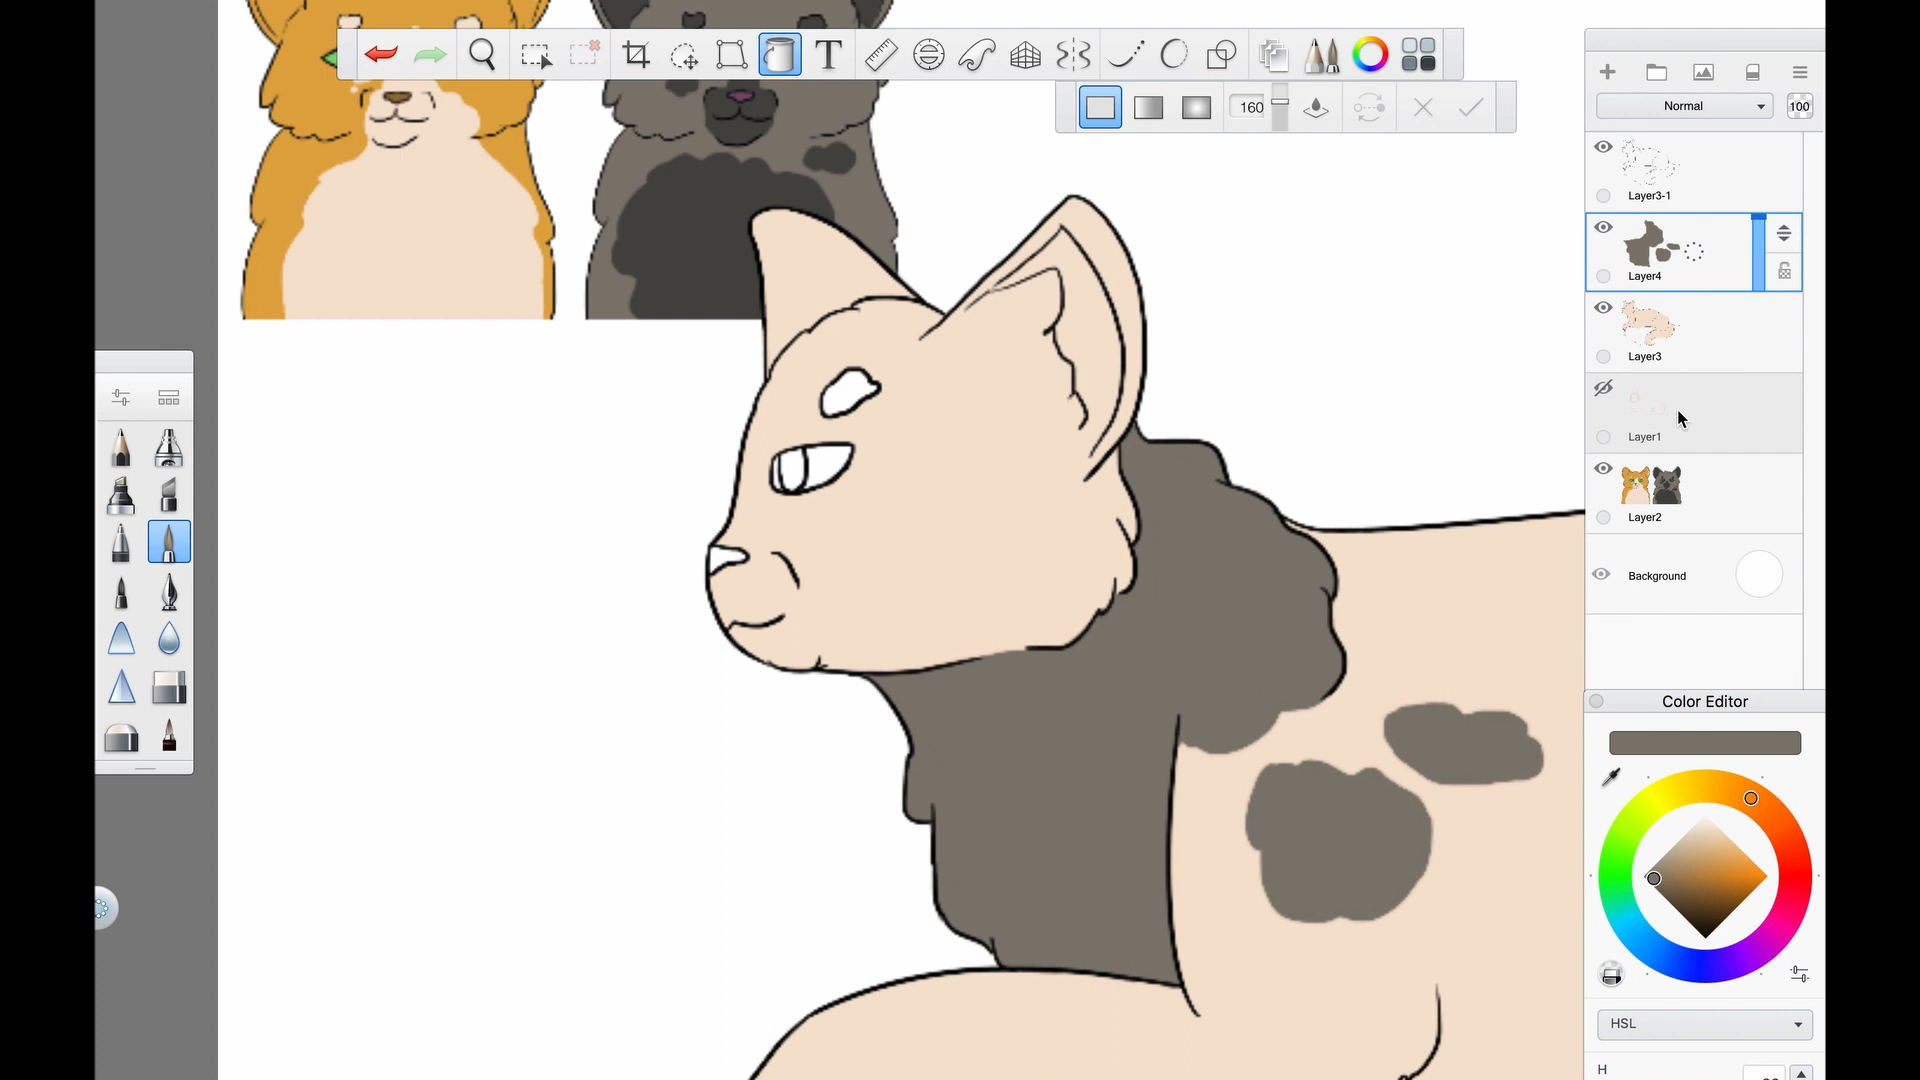 T
160
Normal
100
Layer3-1
Layer4
Layer3
Layer1
Layer2
Background
Color Editor
HSL
H